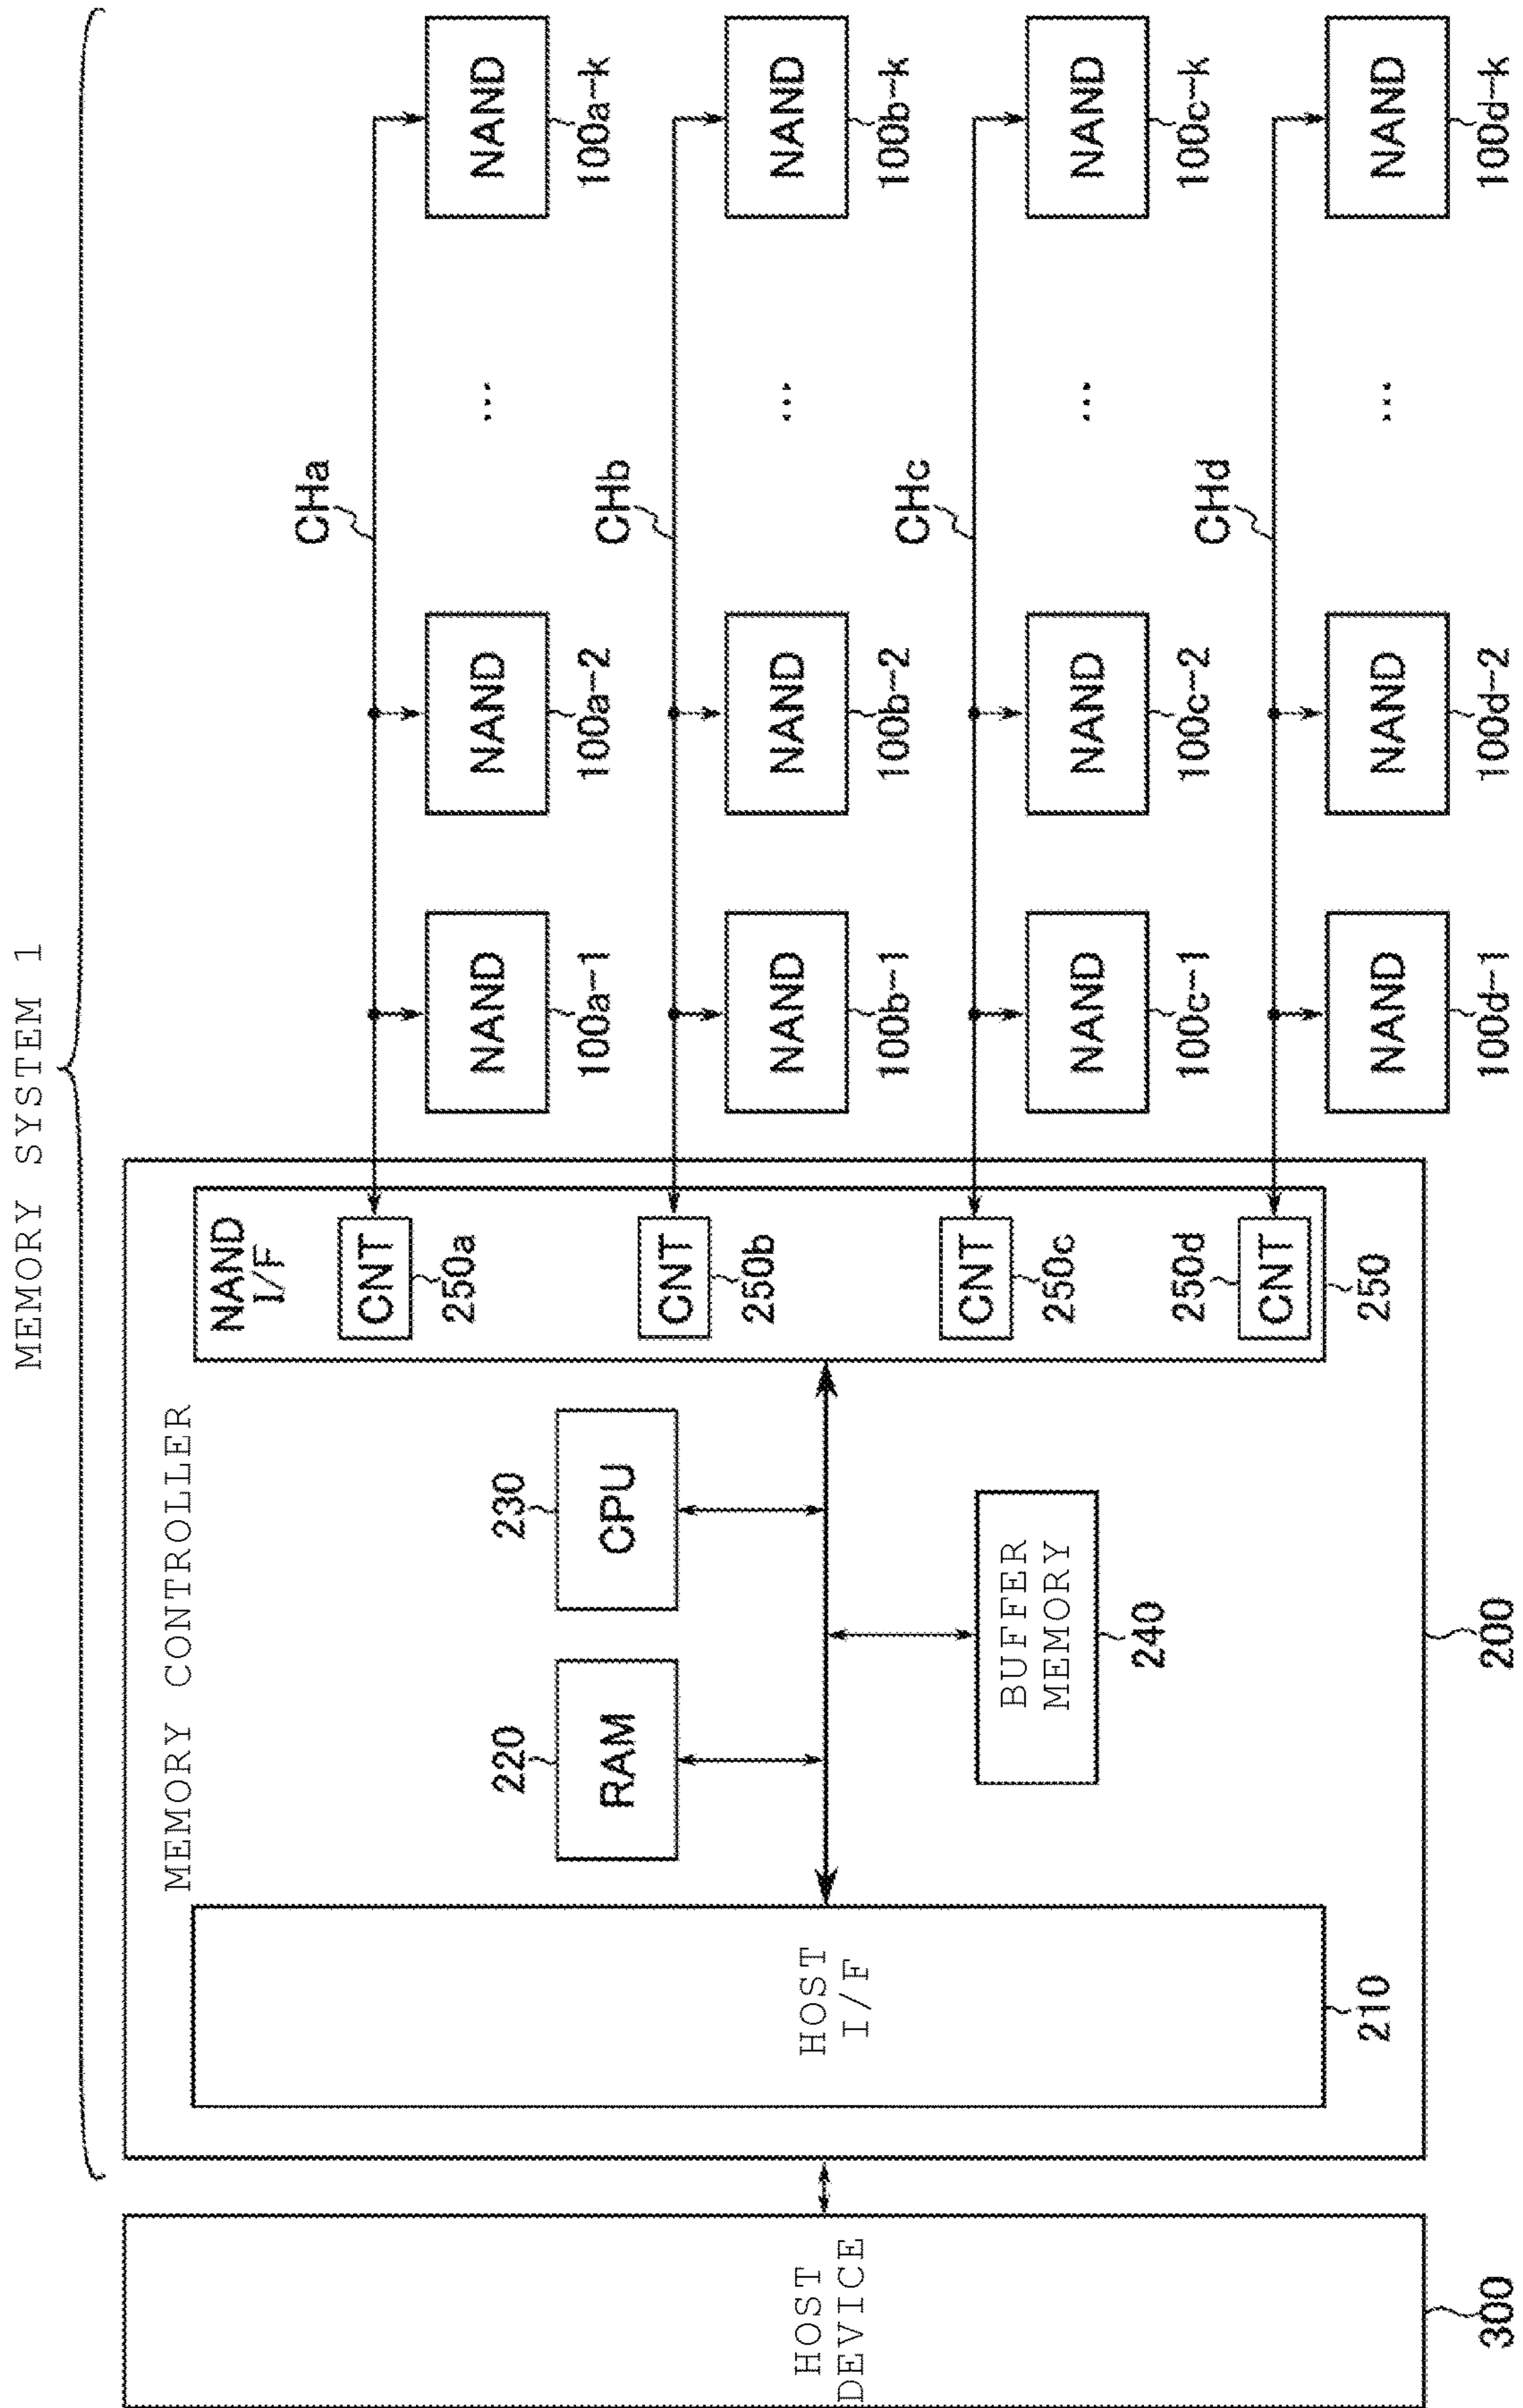 MEMORY SYSTEM 1
HOST
DEVICE
300
MEMORY CONTROLLER
200
HOST
I/F
210
220
RAM
230
CPU
BUFFER
MEMORY
240
NAND
I/F
CNT
250a
CNT
250b
CNT
250c
250d
CNT
250
CHa
NAND
100a-1
NAND
100a-2
...
NAND
100a-k
CHb
NAND
100b-1
NAND
100b-2
...
NAND
100b-k
CHc
NAND
100c-1
NAND
100c-2
...
NAND
100c-k
CHd
NAND
100d-1
NAND
100d-2
...
NAND
100d-k